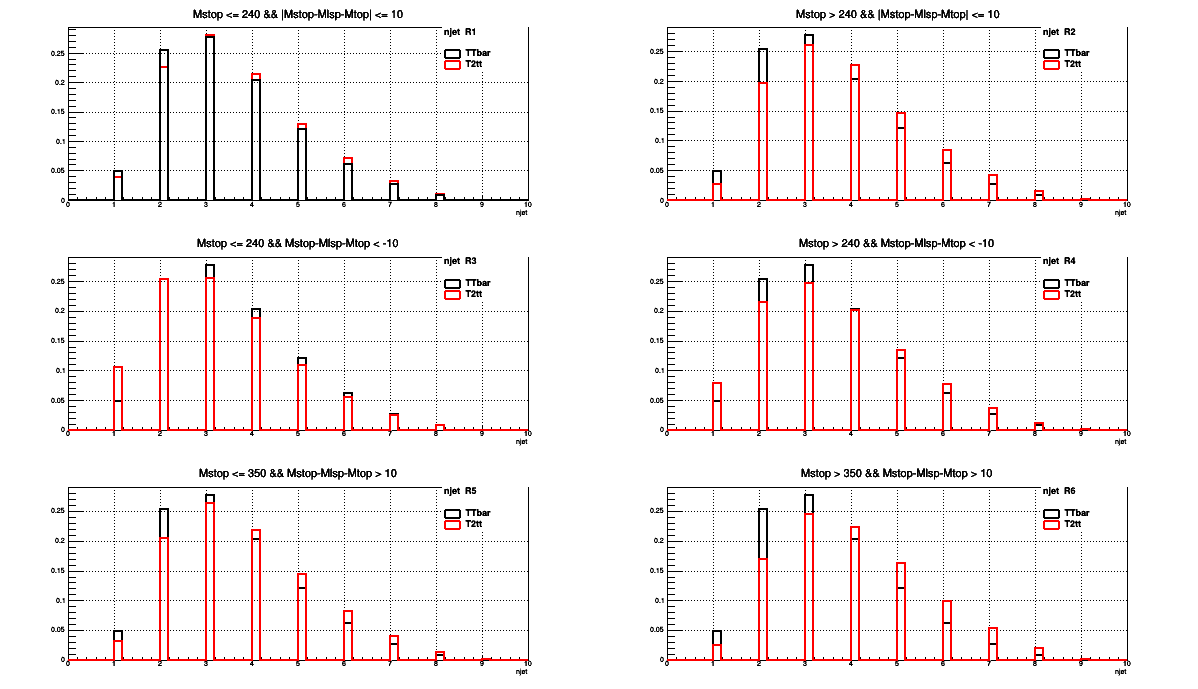 Mstop <= 240 && |Mstop-Mlsp-Mtop| <= 10
njet R1
TTbar
T2tt
0.25
0.2
0.15
0.1
0.05
0
0 1 2 3 4 5 6 7 8 9 10
njet
Mstop > 240 && |Mstop-Mlsp-Mtop| <= 10
njet R2
TTbar
T2tt
0.25
0.2
0.15
0.1
0.05
0
0 1 2 3 4 5 6 7 8 9 10
njet
Mstop <= 240 && Mstop-Mlsp-Mtop < -10
njet R3
TTbar
T2tt
0.25
0.2
0.15
0.1
0.05
0
0 1 2 3 4 5 6 7 8 9 10
njet
Mstop > 240 && Mstop-Mlsp-Mtop < -10
njet R4
TTbar
T2tt
0.25
0.2
0.15
0.1
0.05
0
0 1 2 3 4 5 6 7 8 9 10
njet
Mstop <= 350 && Mstop-Mlsp-Mtop > 10
njet R5
TTbar
T2tt
0.25
0.2
0.15
0.1
0.05
0
0 1 2 3 4 5 6 7 8 9 10
njet
Mstop > 350 && Mstop-Mlsp-Mtop > 10
njet R6
TTbar
T2tt
0.25
0.2
0.15
0.1
0.05
0
0 1 2 3 4 5 6 7 8 9 10
njet